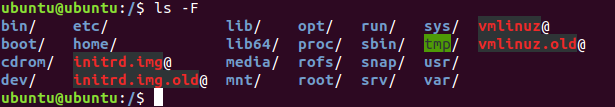 ubuntu@ubuntu:/$ ls -F
bin/ etc/ lib/ opt/ run/ sys/ vmlinuz@
boot/ home/ lib64/ proc/ sbin/ tmp/ vmlinuz.old@
cdrom/ initrd.img@ media/ rofs/ snap/ usr/
dev/ initrd.img.old@ mnt/ root/ srv/ var/
ubuntu@ubuntu:/$